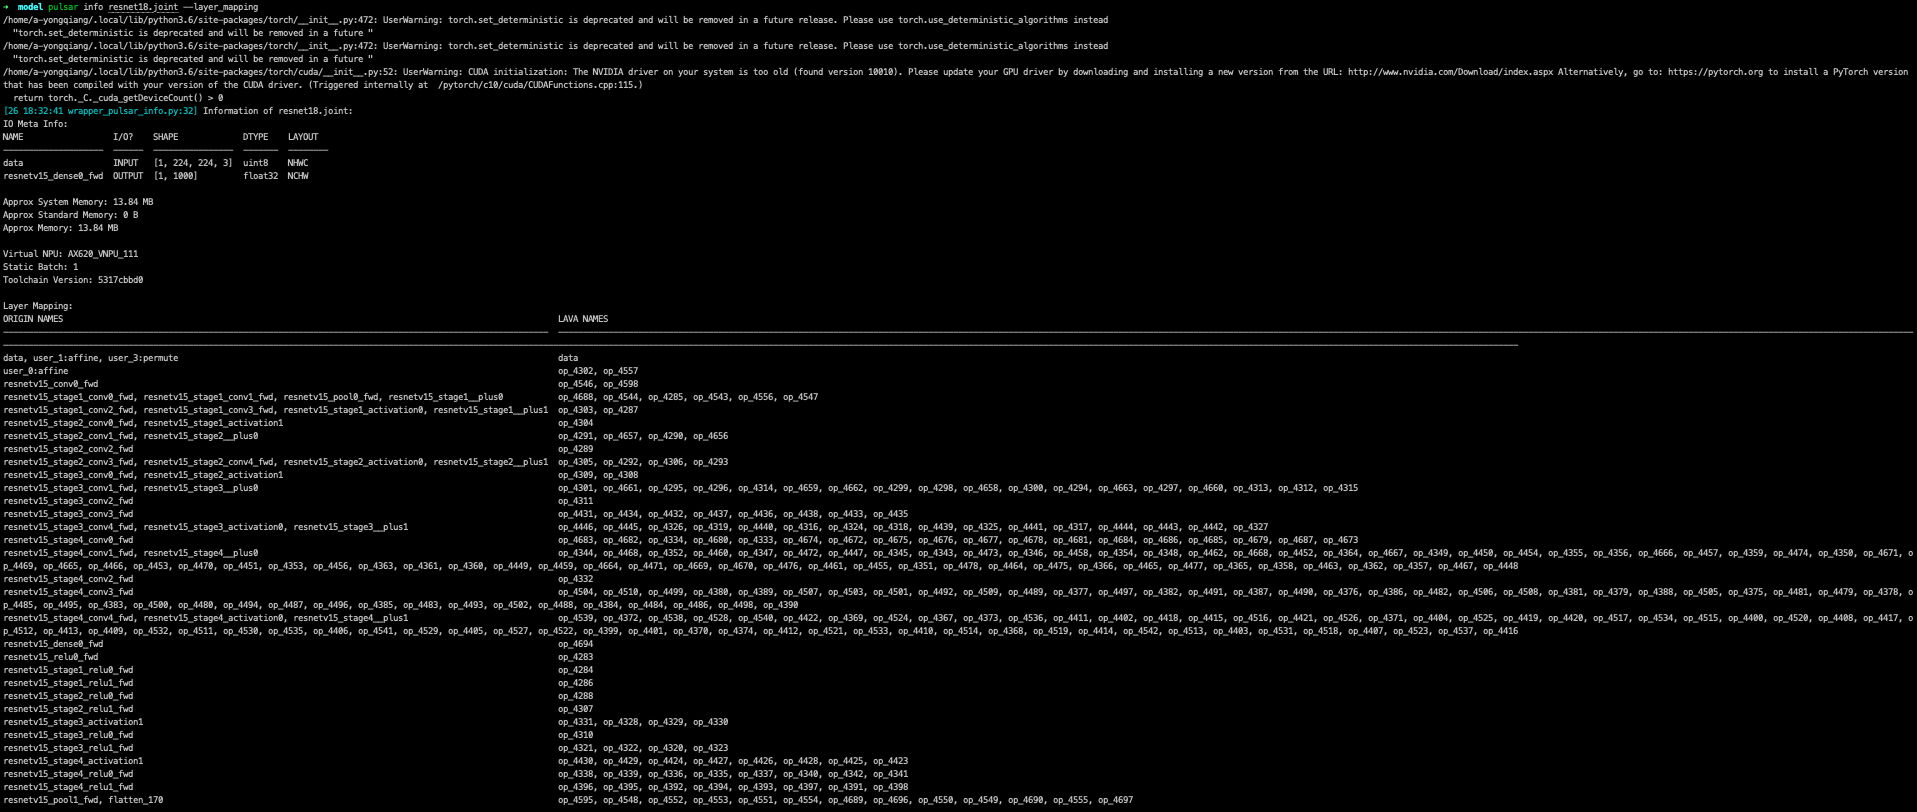 ➜  model pulsar info resnet18.joint --layer_mapping
/home/a-yongqiang/.local/lib/python3.6/site-packages/torch/__init__.py:472: UserWarning: torch.set_deterministic is deprecated and will be removed in a future release. Please use torch.use_deterministic_algorithms instead
  "torch.set_deterministic is deprecated and will be removed in a future "
/home/a-yongqiang/.local/lib/python3.6/site-packages/torch/__init__.py:472: UserWarning: torch.set_deterministic is deprecated and will be removed in a future release. Please use torch.use_deterministic_algorithms instead
  "torch.set_deterministic is deprecated and will be removed in a future "
/home/a-yongqiang/.local/lib/python3.6/site-packages/torch/cuda/__init__.py:52: UserWarning: CUDA initialization: The NVIDIA driver on your system is too old (found version 10010). Please update your GPU driver by downloading and installing a new version from the URL: http://www.nvidia.com/Download/index.aspx Alternatively, go to: https://pytorch.org to install a PyTorch version
that has been compiled with your version of the CUDA driver. (Triggered internally at  /pytorch/c10/cuda/CUDAFunctions.cpp:115.)
  return torch._C._cuda_getDeviceCount() > 0
[26 18:32:41 wrapper_pulsar_info.py:32] Information of resnet18.joint:
IO Meta Info:
NAME                  I/O?    SHAPE             DTYPE    LAYOUT
data                  INPUT   [1, 224, 224, 3]  uint8    NHWC
resnetv15_dense0_fwd  OUTPUT  [1, 1000]         float32  NCHW
Approx System Memory: 13.84 MB
Approx Standard Memory: 0 B
Approx Memory: 13.84 MB
Virtual NPU: AX620_VNPU_111
Static Batch: 1
Toolchain Version: 5317cbbd0
Layer Mapping:
ORIGIN NAMES  LAVA NAMES
data, user_1:affine, user_3:permute  data
user_0:affine  op_4302, op_4557
resnetv15_conv0_fwd  op_4546, op_4598
resnetv15_stage1_conv0_fwd, resnetv15_stage1_conv1_fwd, resnetv15_pool0_fwd, resnetv15_stage1__plus0  op_4688, op_4544, op_4285, op_4543, op_4556, op_4547
resnetv15_stage1_conv2_fwd, resnetv15_stage1_conv3_fwd, resnetv15_stage1_activation0, resnetv15_stage1__plus1  op_4303, op_4287
resnetv15_stage2_conv0_fwd, resnetv15_stage1_activation1  op_4304
resnetv15_stage2_conv1_fwd, resnetv15_stage2__plus0  op_4291, op_4657, op_4290, op_4656
resnetv15_stage2_conv2_fwd  op_4289
resnetv15_stage2_conv3_fwd, resnetv15_stage2_conv4_fwd, resnetv15_stage2_activation0, resnetv15_stage2__plus1  op_4305, op_4292, op_4306, op_4293
resnetv15_stage3_conv0_fwd, resnetv15_stage2_activation1  op_4309, op_4308
resnetv15_stage3_conv1_fwd, resnetv15_stage3__plus0  op_4301, op_4661, op_4295, op_4296, op_4314, op_4659, op_4662, op_4299, op_4298, op_4658, op_4300, op_4294, op_4663, op_4297, op_4660, op_4313, op_4312, op_4315
resnetv15_stage3_conv2_fwd  op_4311
resnetv15_stage3_conv3_fwd  op_4431, op_4434, op_4432, op_4437, op_4436, op_4438, op_4433, op_4435
resnetv15_stage3_conv4_fwd, resnetv15_stage3_activation0, resnetv15_stage3__plus1  op_4446, op_4445, op_4326, op_4319, op_4440, op_4316, op_4324, op_4318, op_4439, op_4325, op_4441, op_4317, op_4444, op_4443, op_4442, op_4327
resnetv15_stage4_conv0_fwd  op_4683, op_4682, op_4334, op_4680, op_4333, op_4674, op_4672, op_4675, op_4676, op_4677, op_4678, op_4681, op_4684, op_4686, op_4685, op_4679, op_4687, op_4673
resnetv15_stage4_conv1_fwd, resnetv15_stage4__plus0  op_4344, op_4468, op_4352, op_4460, op_4347, op_4472, op_4447, op_4345, op_4343, op_4473, op_4346, op_4458, op_4354, op_4348, op_4462, op_4668, op_4452, op_4364, op_4667, op_4349, op_4450, op_4454, op_4355, op_4356, op_4666, op_4457, op_4359, op_4474, op_4350, op_4671, o
p_4469, op_4665, op_4466, op_4453, op_4470, op_4451, op_4353, op_4456, op_4363, op_4361, op_4360, op_4449, op_4459, op_4664, op_4471, op_4669, op_4670, op_4476, op_4461, op_4455, op_4351, op_4478, op_4464, op_4475, op_4366, op_4465, op_4477, op_4365, op_4358, op_4463, op_4362, op_4357, op_4467, op_4448
resnetv15_stage4_conv2_fwd  op_4332
resnetv15_stage4_conv3_fwd  op_4504, op_4510, op_4499, op_4380, op_4389, op_4507, op_4503, op_4501, op_4492, op_4509, op_4489, op_4377, op_4497, op_4382, op_4491, op_4387, op_4490, op_4376, op_4386, op_4482, op_4506, op_4508, op_4381, op_4379, op_4388, op_4505, op_4375, op_4481, op_4479, op_4378, o
p_4485, op_4495, op_4383, op_4500, op_4480, op_4494, op_4487, op_4496, op_4385, op_4483, op_4493, op_4502, op_4488, op_4384, op_4484, op_4486, op_4498, op_4390
resnetv15_stage4_conv4_fwd, resnetv15_stage4_activation0, resnetv15_stage4__plus1  op_4539, op_4372, op_4538, op_4528, op_4540, op_4422, op_4369, op_4524, op_4367, op_4373, op_4536, op_4411, op_4402, op_4418, op_4415, op_4516, op_4421, op_4526, op_4371, op_4404, op_4525, op_4419, op_4420, op_4517, op_4534, op_4515, op_4400, op_4520, op_4408, op_4417, o
p_4512, op_4413, op_4409, op_4532, op_4511, op_4530, op_4535, op_4406, op_4541, op_4529, op_4405, op_4527, op_4522, op_4399, op_4401, op_4370, op_4374, op_4412, op_4521, op_4533, op_4410, op_4514, op_4368, op_4519, op_4414, op_4542, op_4513, op_4403, op_4531, op_4518, op_4407, op_4523, op_4537, op_4416
resnetv15_dense0_fwd  op_4694
resnetv15_relu0_fwd  op_4283
resnetv15_stage1_relu0_fwd  op_4284
resnetv15_stage1_relu1_fwd  op_4286
resnetv15_stage2_relu0_fwd  op_4288
resnetv15_stage2_relu1_fwd  op_4307
resnetv15_stage3_activation1  op_4331, op_4328, op_4329, op_4330
resnetv15_stage3_relu0_fwd  op_4310
resnetv15_stage3_relu1_fwd  op_4321, op_4322, op_4320, op_4323
resnetv15_stage4_activation1  op_4430, op_4429, op_4424, op_4427, op_4426, op_4428, op_4425, op_4423
resnetv15_stage4_relu0_fwd  op_4338, op_4339, op_4336, op_4335, op_4337, op_4340, op_4342, op_4341
resnetv15_stage4_relu1_fwd  op_4396, op_4395, op_4392, op_4394, op_4393, op_4397, op_4391, op_4398
resnetv15_pool1_fwd, flatten_170  op_4595, op_4548, op_4552, op_4553, op_4551, op_4554, op_4689, op_4696, op_4550, op_4549, op_4690, op_4555, op_4697